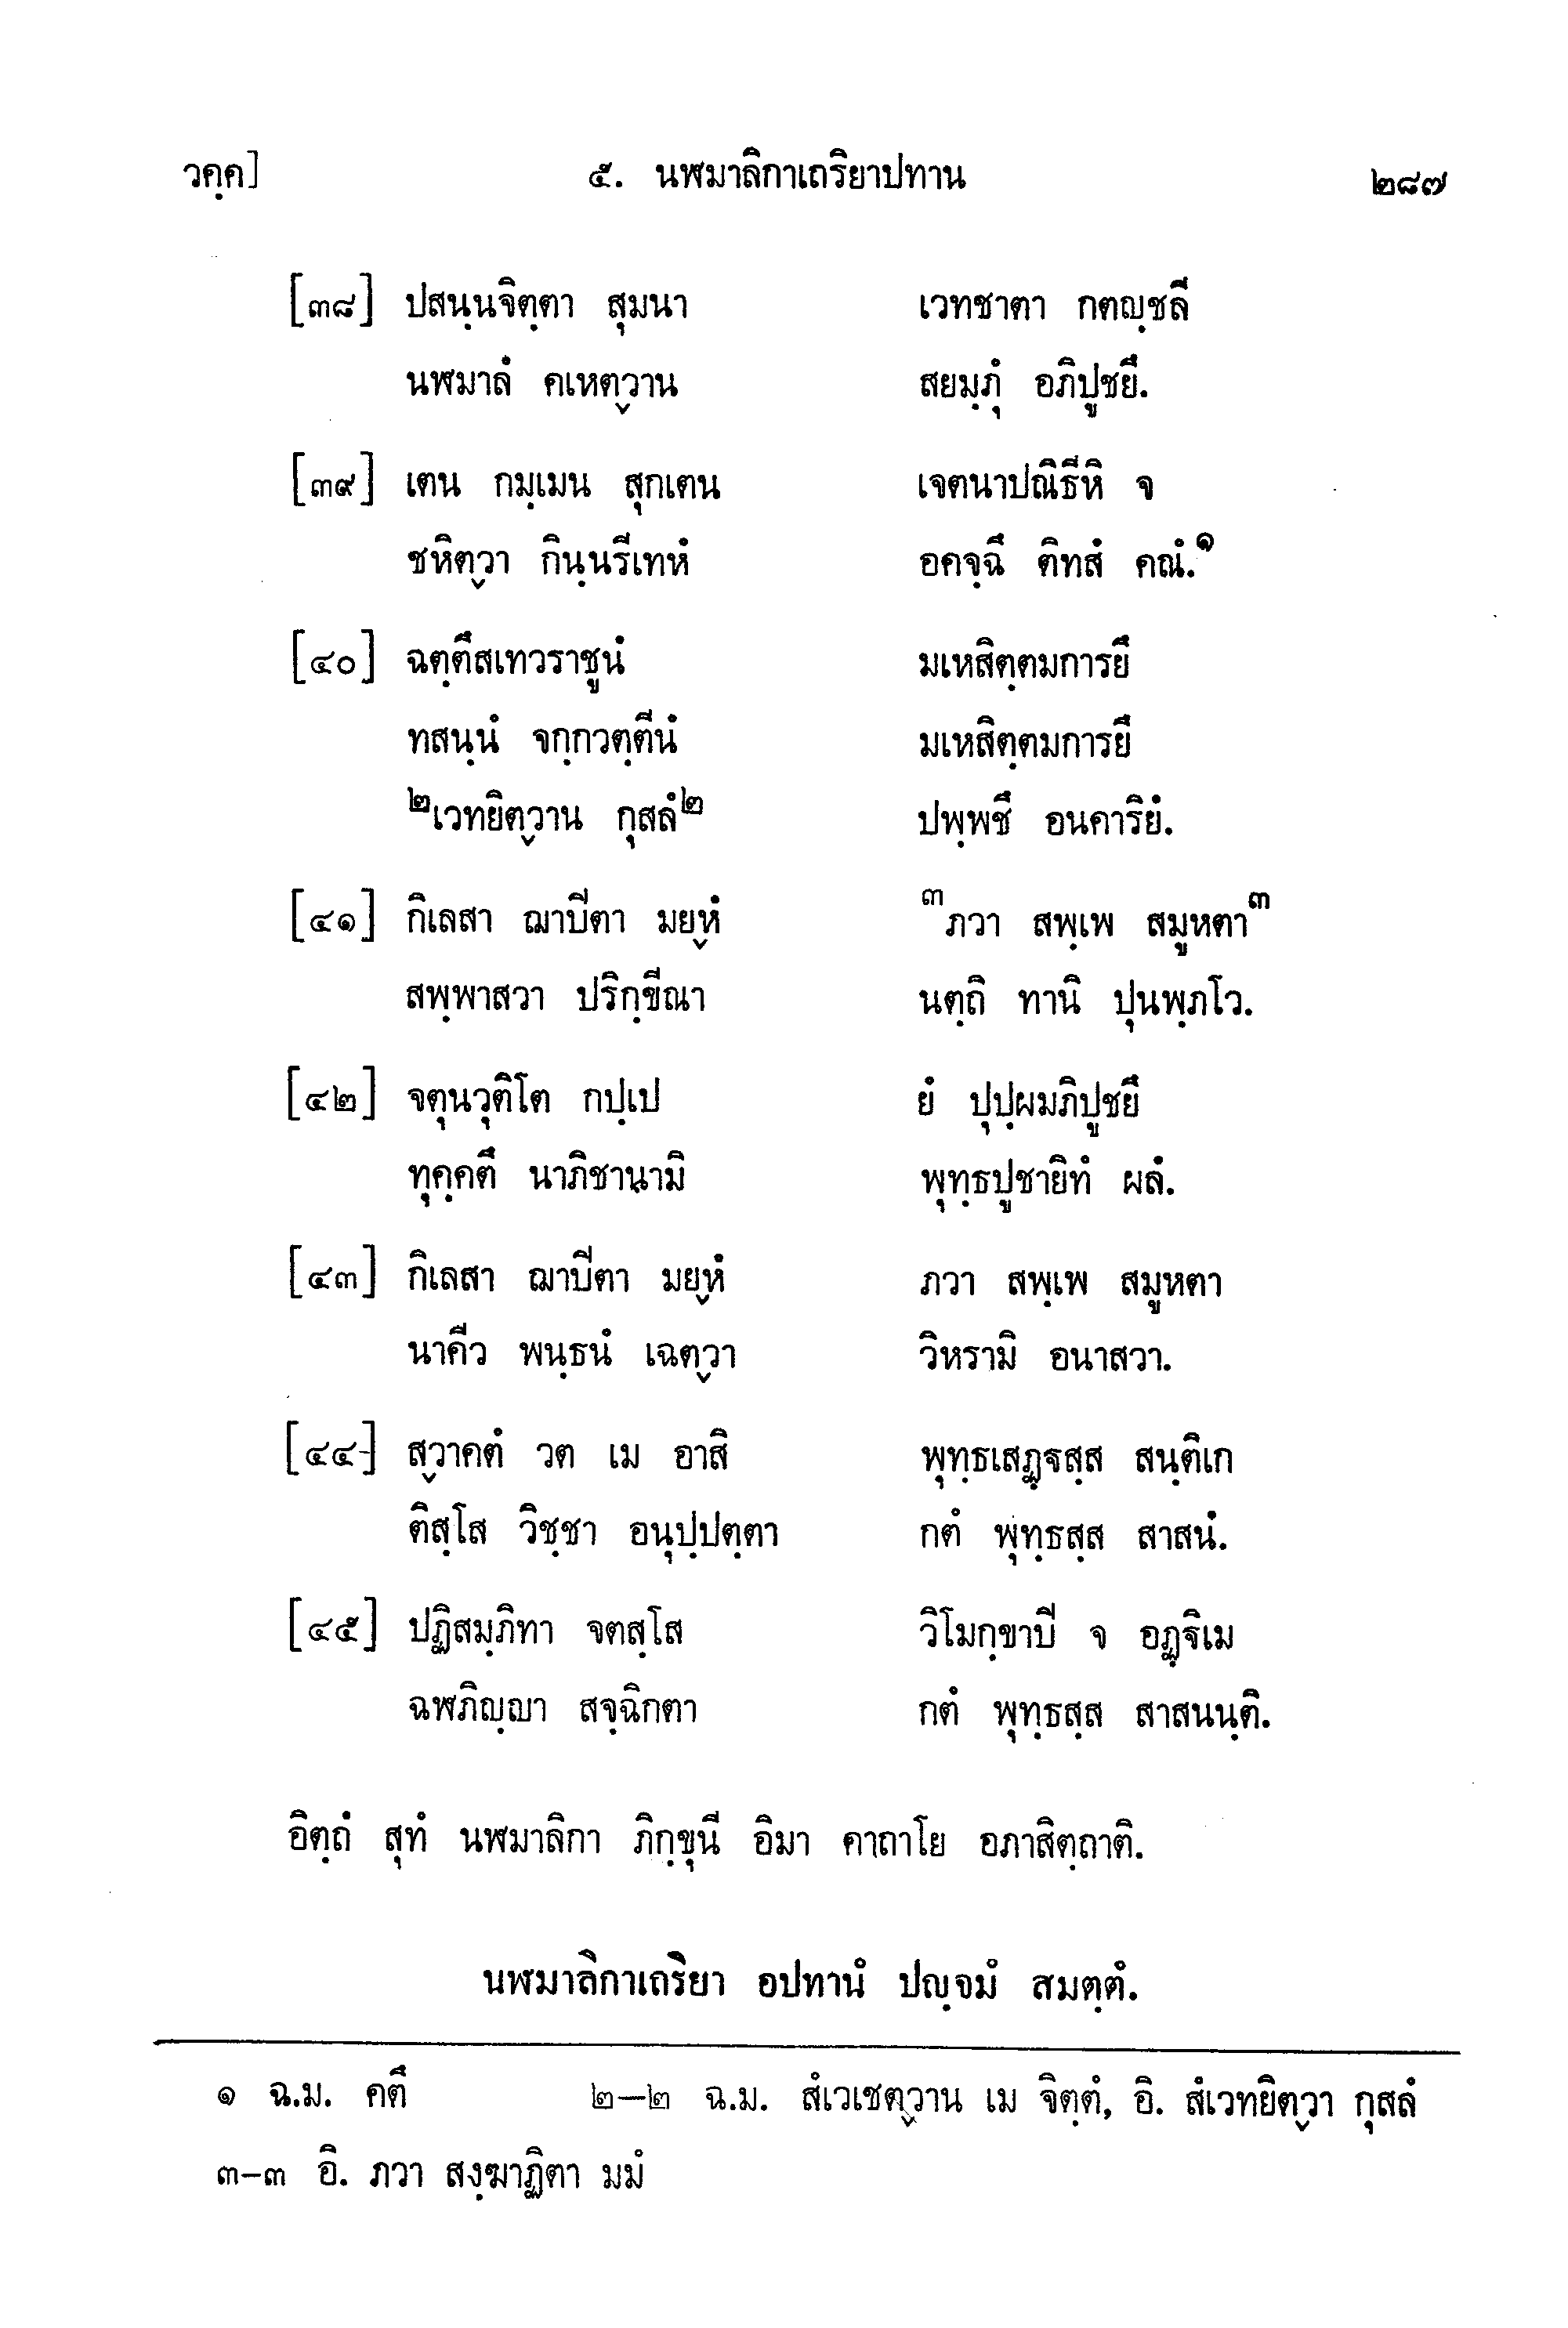 วคฺค] ๕. นฬมาลิกาเถริยาปทาน ๒๘๗
[๓๘] ปสนฺนจิตฺตา สุมนา เวทชาตา กตญฺชลี
นฬมาลํ คเหตฺวาน สยมฺภุํ อภิปูชยึ.
[๓๙] เตน กมฺเมน สุกเตน เจตนาปณิธีหิ จ
ชหิตฺวา กินฺนรีเทหํ อคจฺฉึ ติทสํ คณํ.๑
[๔๐] ฉตฺตึสเทวราชูนํ มเหสิตฺตมการยึ
ทสนฺนํ จกฺกวตฺตีนํ มเหสิตฺตมการยึ
๒เวทยิตฺวาน กุสลํ๒ ปพฺพชึ อนคาริยํ.
[๔๑] กิเลสา ฌาปีตา มยฺหํ ๓ภวา สพฺเพ สมูหตา๓
สพฺพาสวา ปริกฺขีณา นตฺถิ ทานิ ปุนพฺภโว.
[๔๒] จตุนวุติโต กปฺเป ยํ ปุปฺผมภิปูชยึ
ทุคฺคตึ นาภิชานามิ พุทฺธปูชายิทํ ผลํ.
[๔๓] กิเลสา ฌาปีตา มยฺหํ ภวา สพฺเพ สมูหตา
นาคีว พนฺธนํ เฉตฺวา วิหรามิ อนาสวา.
[๔๔] สฺวาคตํ วต เม อาสิ พุทฺธเสฏฺฐสฺส สนฺติเก
ติสฺโส วิชฺชา อนุปฺปตฺตา กตํ พุทฺธสฺส สาสนํ.
[๔๕] ปฏิสมฺภิทา จตสฺโส วิโมกฺขาปี จ อฏฺฐิเม
ฉฬภิญฺญา สจฺฉิกตา กตํ พุทฺธสฺส สาสนนฺติ.
อิตฺถํ สุทํ นฬมาลิกา ภิกฺขุนี อิมา คาถาโย อภาสิตฺถาติ.
นฬมาลิกาเถริยา อปทานํ ปญฺจมํ สมตฺตํ.
๑ ฉ.ม. คตึ ๒–๒ ฉ.ม. สํเวเชตฺวาน เม จิตฺตํ, อิ. สํเวทยิตฺวา กุสลํ
๓–๓ อิ. ภวา สงฺฆาฏิตา มมํ